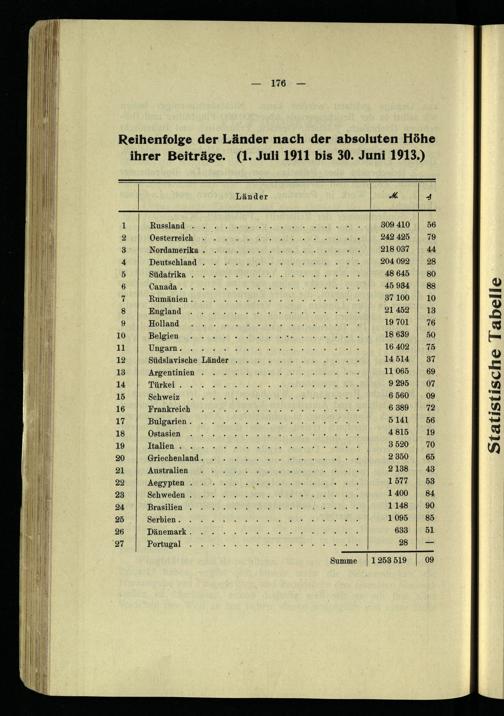 — 176 —
Reihenfolge der Länder nach der absoluten Höhe
ihrer Beiträge. (1. Juli 1911 bis 30. Juni 1913.)
Länder ℳ ₰
1 Russland . . . . . . . . . . . . . . . . 309 410 56
2 Oesterreich . . . . . . . . . . . . . . . 242 425 79
3 Nordamerika . . . . . . . . . . . . . . . 218 037 44
4 Deutschland . . . . . . . . . . . . . . . 204 092 28
5 Südafrika . . . . . . . . . . . . . . . . 48 645 80
6 Canada . . . . . . . . . . . . . . . . . 45 934 88
7 Rumänien . . . . . . . . . . . . . . . . 37 100 10
8 England . . . . . . . . . . . . . . . . 21 452 13
9 Holland . . . . . . . . . . . . . . . . 19 701 76
10 Belgien . . . . . . . . . . . . . . . . 18 639 50
11 Ungarn . . . . . . . . . . . . . . . . . 16 402 75
12 Südslavische Länder . . . . . . . . . . . 14 514 37
13 Argentinien . . . . . . . . . . . . . . . 11 065 69
14 Türkei . . . . . . . . . . . . . . . . . 9 295 07
15 Schweiz . . . . . . . . . . . . . . . . 6 560 09
16 Frankreich . . . . . . . . . . . . . . . 6 389 72
17 Bulgarien . . . . . . . . . . . . . . . . 5 141 56
18 Ostasien . . . . . . . . . . . . . . . . 4 815 19
19 Italien . . . . . . . . . . . . . . . . . 3 520 70
20 Griechenland . . . . . . . . . . . . . . . 2 350 65
21 Australien . . . . . . . . . . . . . . . 2 138 43
22 Aegypten . . . . . . . . . . . . . . . . 1 577 53
23 Schweden . . . . . . . . . . . . . . . . 1 400 84
24 Brasilien . . . . . . . . . . . . . . . . 1 148 90
25 Serbien . . . . . . . . . . . . . . . . . 1 095 85
26 Dänemark . . . . . . . . . . . . . . . . 633 51
27 Portugal . . . . . . . . . . . . . . . . 28 —
Summe 1 253 519 09
Statistische Tabelle